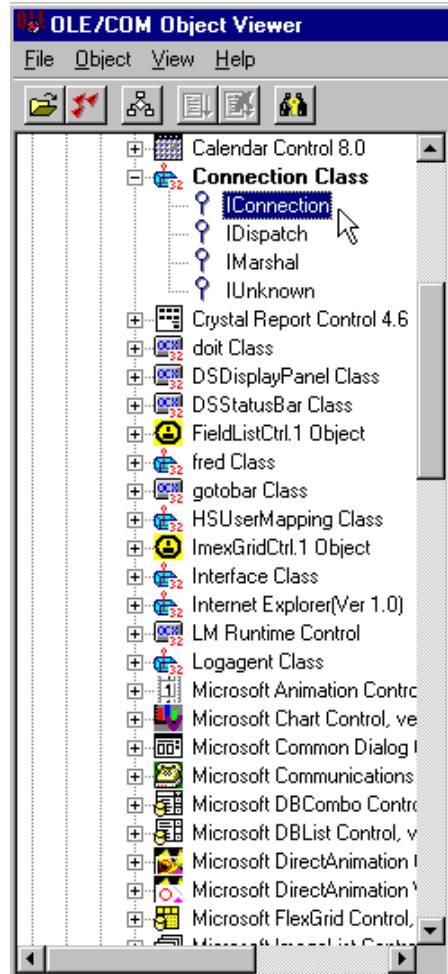 OLE/COM Object Viewer
File Object View Help
Calendar Control 8.0
Connection Class
IConnection
IDispatch
IMarshal
IUnknown
Crystal Report Control 4.6
doit Class
DSDisplayPanel Class
DSStatusBar Class
FieldListCtrl.1 Object
fred Class
gotobar Class
HSUserMapping Class
ImexGridCtrl.1 Object
Interface Class
Internet Explorer(Ver 1.0)
LM Runtime Control
Logagent Class
Microsoft Animation Contro
Microsoft Chart Control, ve
Microsoft Common Dialog
Microsoft Communications
Microsoft DBCombo Contro
Microsoft DBList Control, v
Microsoft DirectAnimation
Microsoft DirectAnimation
Microsoft FlexGrid Control,